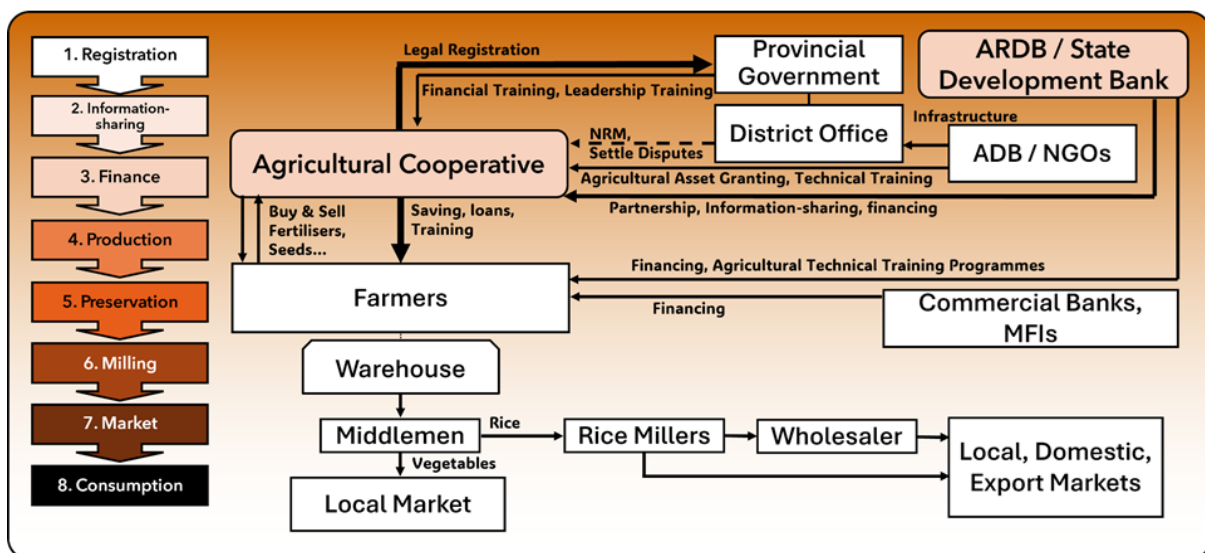 1. Registration
2. Information-
sharing
3. Finance
4. Production
5. Preservation
6. Milling
7. Market
8. Consumption
Legal Registration
Provincial
Government
ARDB / State
Development Bank
Financial Training, Leadership Training
Infrastructure
District Office
NRM,
Settle Disputes
ADB / NGOs
Agricultural Cooperative
Agricultural Asset Granting, Technical Training
Partnership, Information-sharing, financing
Buy & Sell
Fertilisers,
Seeds...
Saving, loans,
Training
Financing, Agricultural Technical Training Programmes
Farmers
Financing
Commercial Banks,
MFIs
Warehouse
Middlemen
Rice
Rice Millers
Wholesaler
Local, Domestic,
Export Markets
Vegetables
Local Market